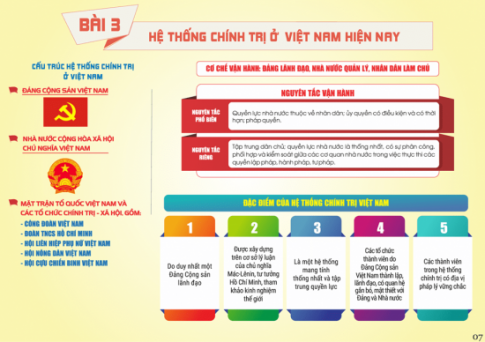 BÀI 3
HỆ THỐNG CHÍNH TRỊ Ở VIỆT NAM HIỆN NAY
CẤU TRÚC HỆ THỐNG CHÍNH TRỊ
Ở VIỆT NAM
ĐẢNG CỘNG SẢN VIỆT NAM
NHÀ NƯỚC CỘNG HÒA XÃ HỘI
CHỦ NGHĨA VIỆT NAM
MẶT TRẬN TỔ QUỐC VIỆT NAM VÀ
CÁC TỔ CHỨC CHÍNH TRỊ - XÃ HỘI, GỒM:
- CÔNG ĐOÀN VIỆT NAM
- ĐOÀN TNCS HỒ CHÍ MINH
- HỘI LIÊN HIỆP PHỤ NỮ VIỆT NAM
- HỘI NÔNG DÂN VIỆT NAM
- HỘI CỰU CHIẾN BINH VIỆT NAM
CƠ CHẾ VẬN HÀNH: ĐẢNG LÃNH ĐẠO, NHÀ NƯỚC QUẢN LÝ, NHÂN DÂN LÀM CHỦ
NGUYÊN TẮC VẬN HÀNH
NGUYÊN TẮC
PHỔ BIẾN
Quyền lực nhà nước thuộc về nhân dân; ủy quyền có điều kiện và có thời
hạn; pháp quyền.
NGUYÊN TẮC
RIÊNG
Tập trung dân chủ; quyền lực nhà nước là thống nhất, có sự phân công,
phối hợp và kiểm soát giữa các cơ quan nhà nước trong việc thực thi các
quyền lập pháp, hành pháp, tư pháp.
ĐẶC ĐIỂM CỦA HỆ THỐNG CHÍNH TRỊ VIỆT NAM
1
Do duy nhất một
Đảng Cộng sản
lãnh đạo
2
Được xây dựng
trên cơ sở lý luận
của chủ nghĩa
Mác-Lênin, tư tưởng
Hồ Chí Minh, tham
khảo kinh nghiệm
thế giới
3
Là một hệ thống
mang tính
thống nhất và tập
trung quyền lực
4
Các tổ chức
thành viên do
Đảng Cộng sản
Việt Nam thành lập,
lãnh đạo, có quan hệ
gắn bó, mật thiết với
Đảng và Nhà nước
5
Các thành viên
trong hệ thống
chính trị có địa vị
pháp lý vững chắc
07